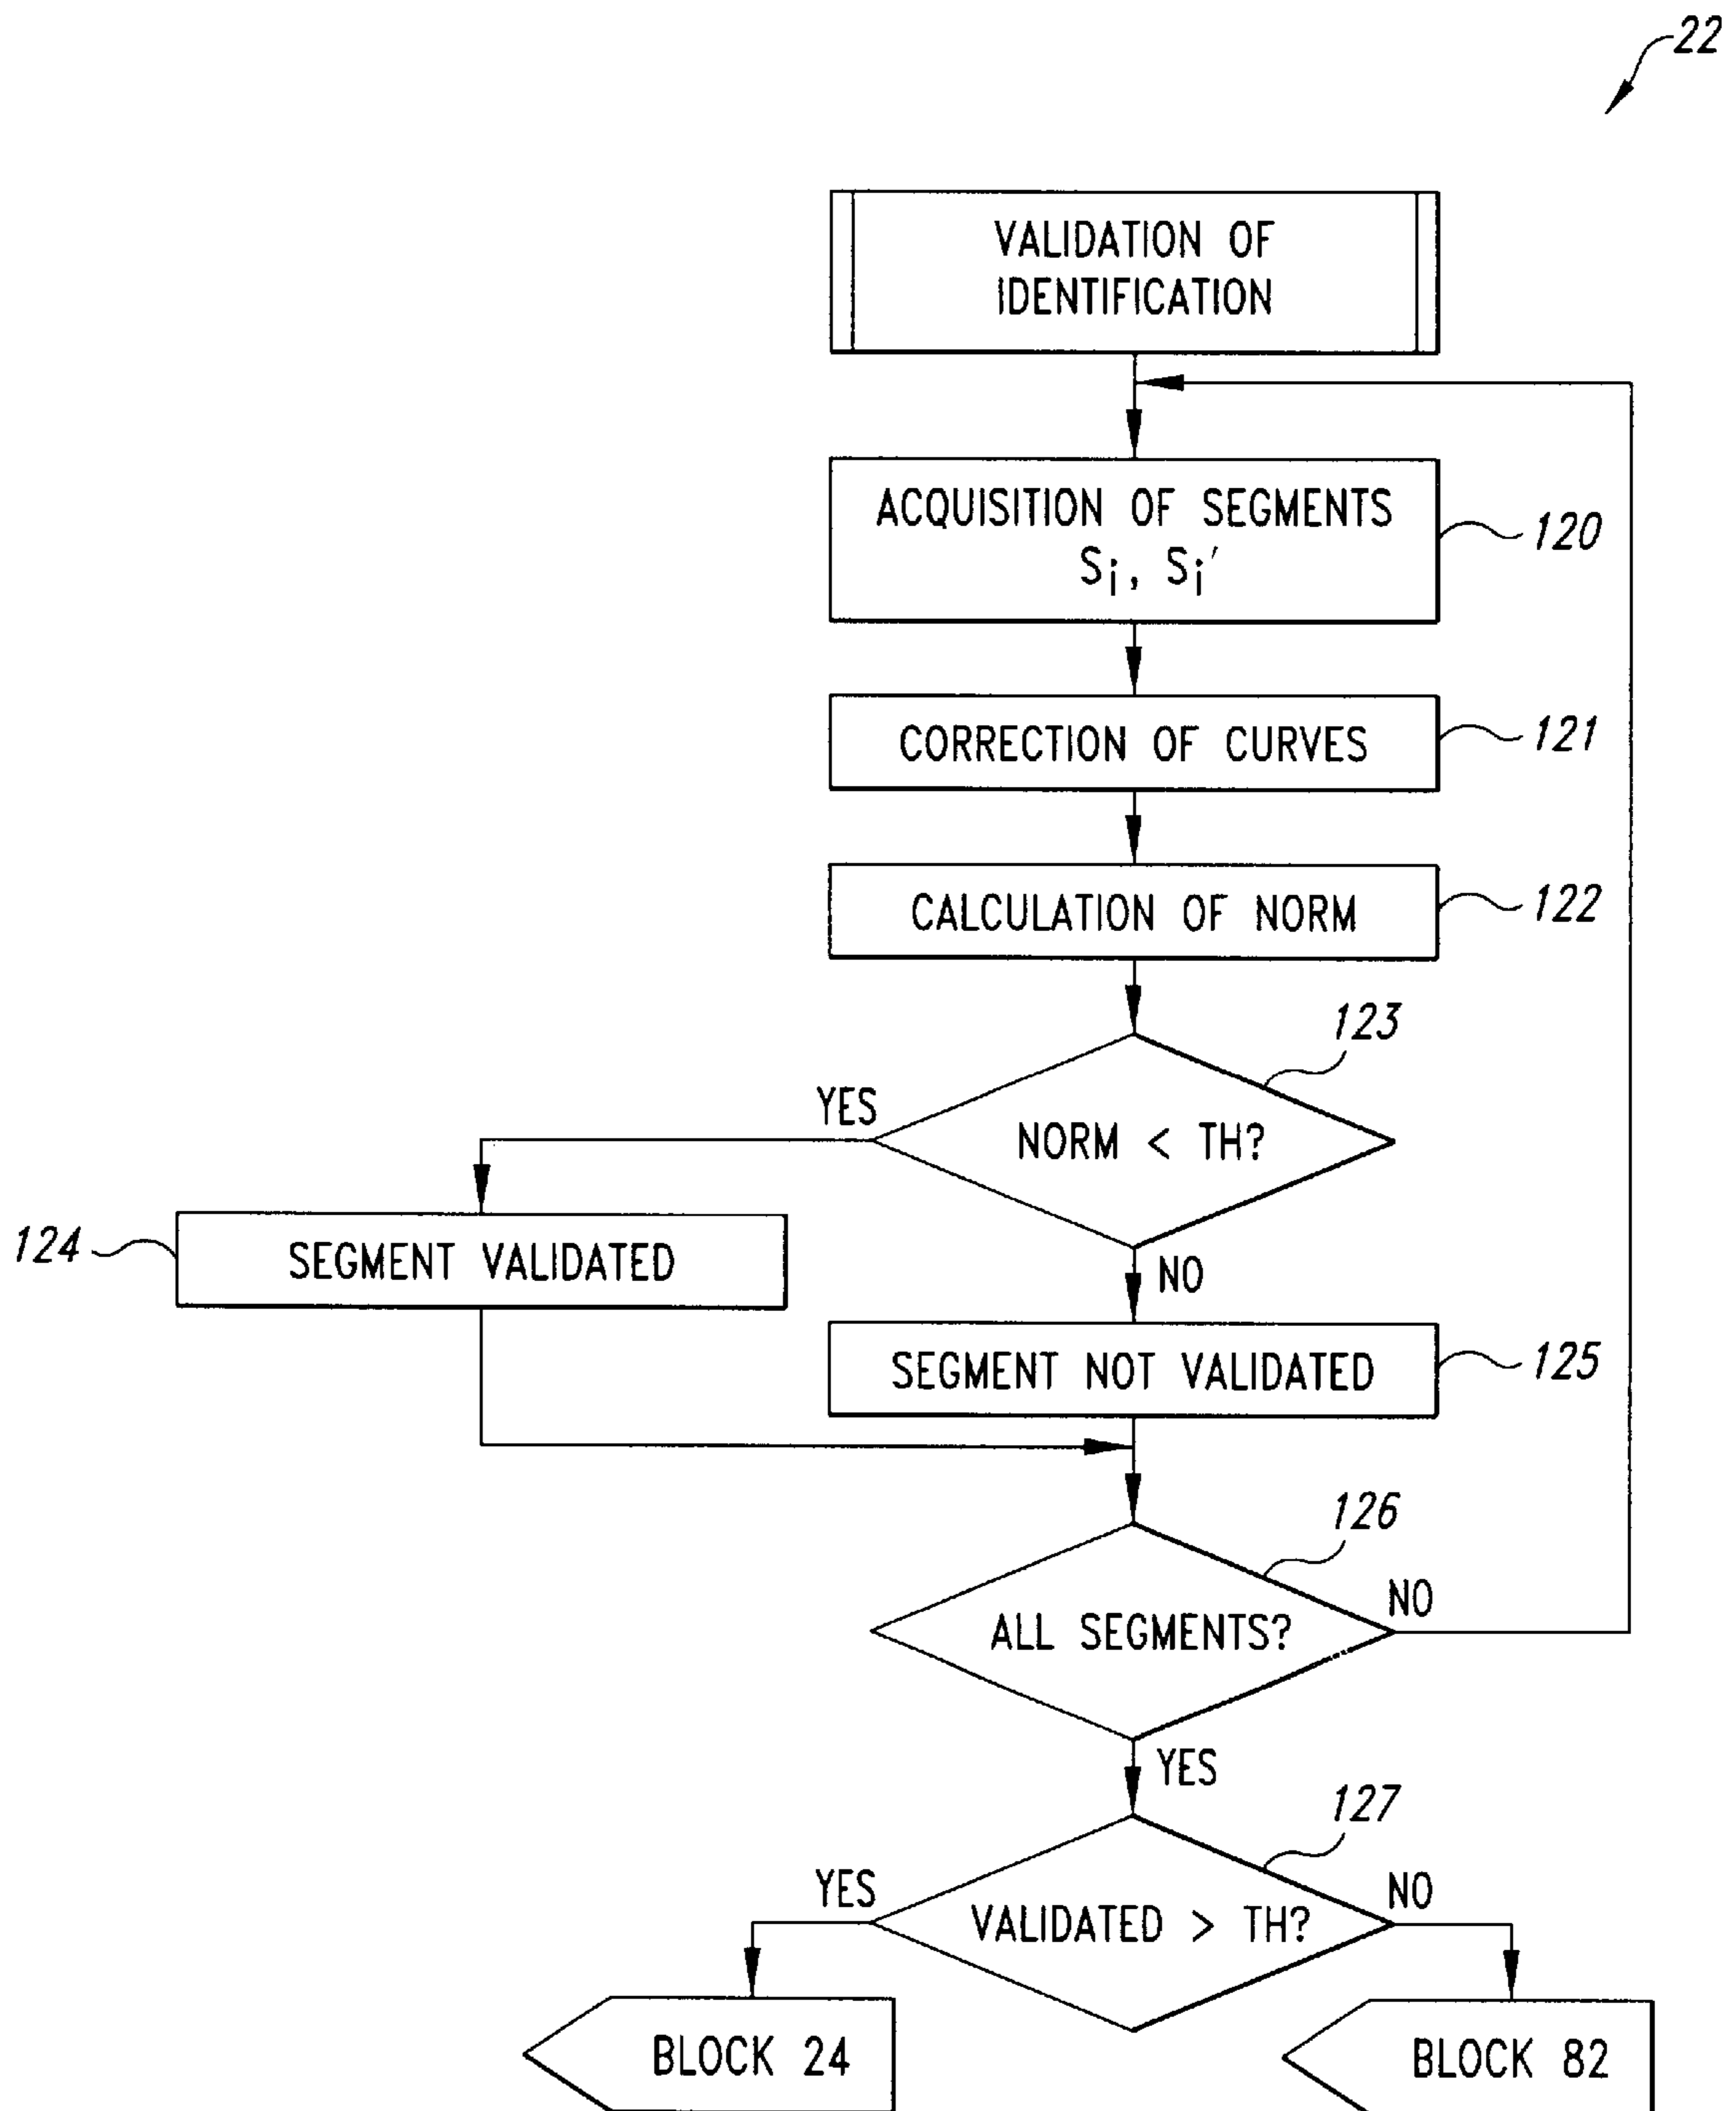 22
VALIDATION OF
IDENTIFICATION
ACQUISITION OF SEGMENTS
Si, Si'
120
CORRECTION OF CURVES
121
CALCULATION OF NORM
122
123
YES
NORM < TH?
124
SEGMENT VALIDATED
NO
SEGMENT NOT VALIDATED
125
126
NO
ALL SEGMENTS?
YES
127
YES
NO
VALIDATED > TH?
BLOCK 24
BLOCK 82